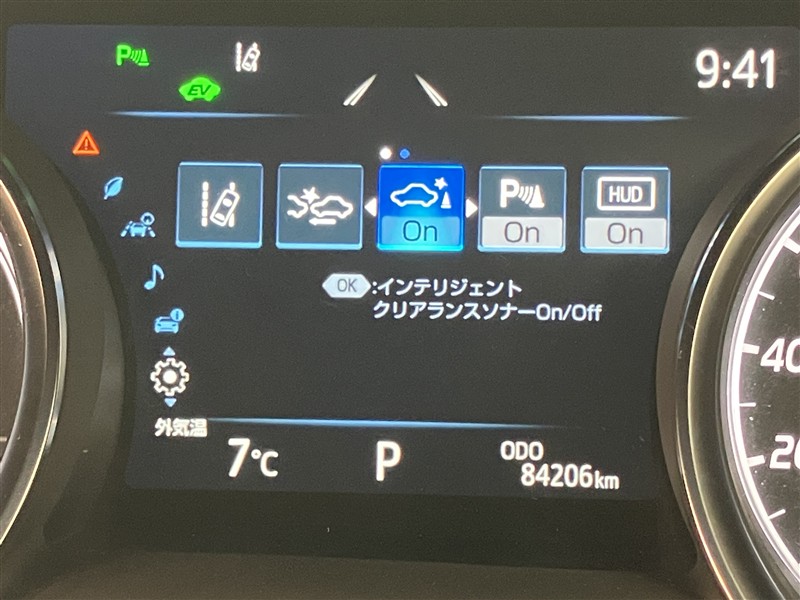 P
EV
9:41
On
P
On
HUD
On
OK :インテリジェント
クリアランスソナーOn/Off
外気温
7℃
P
ODO
84206km
40
20